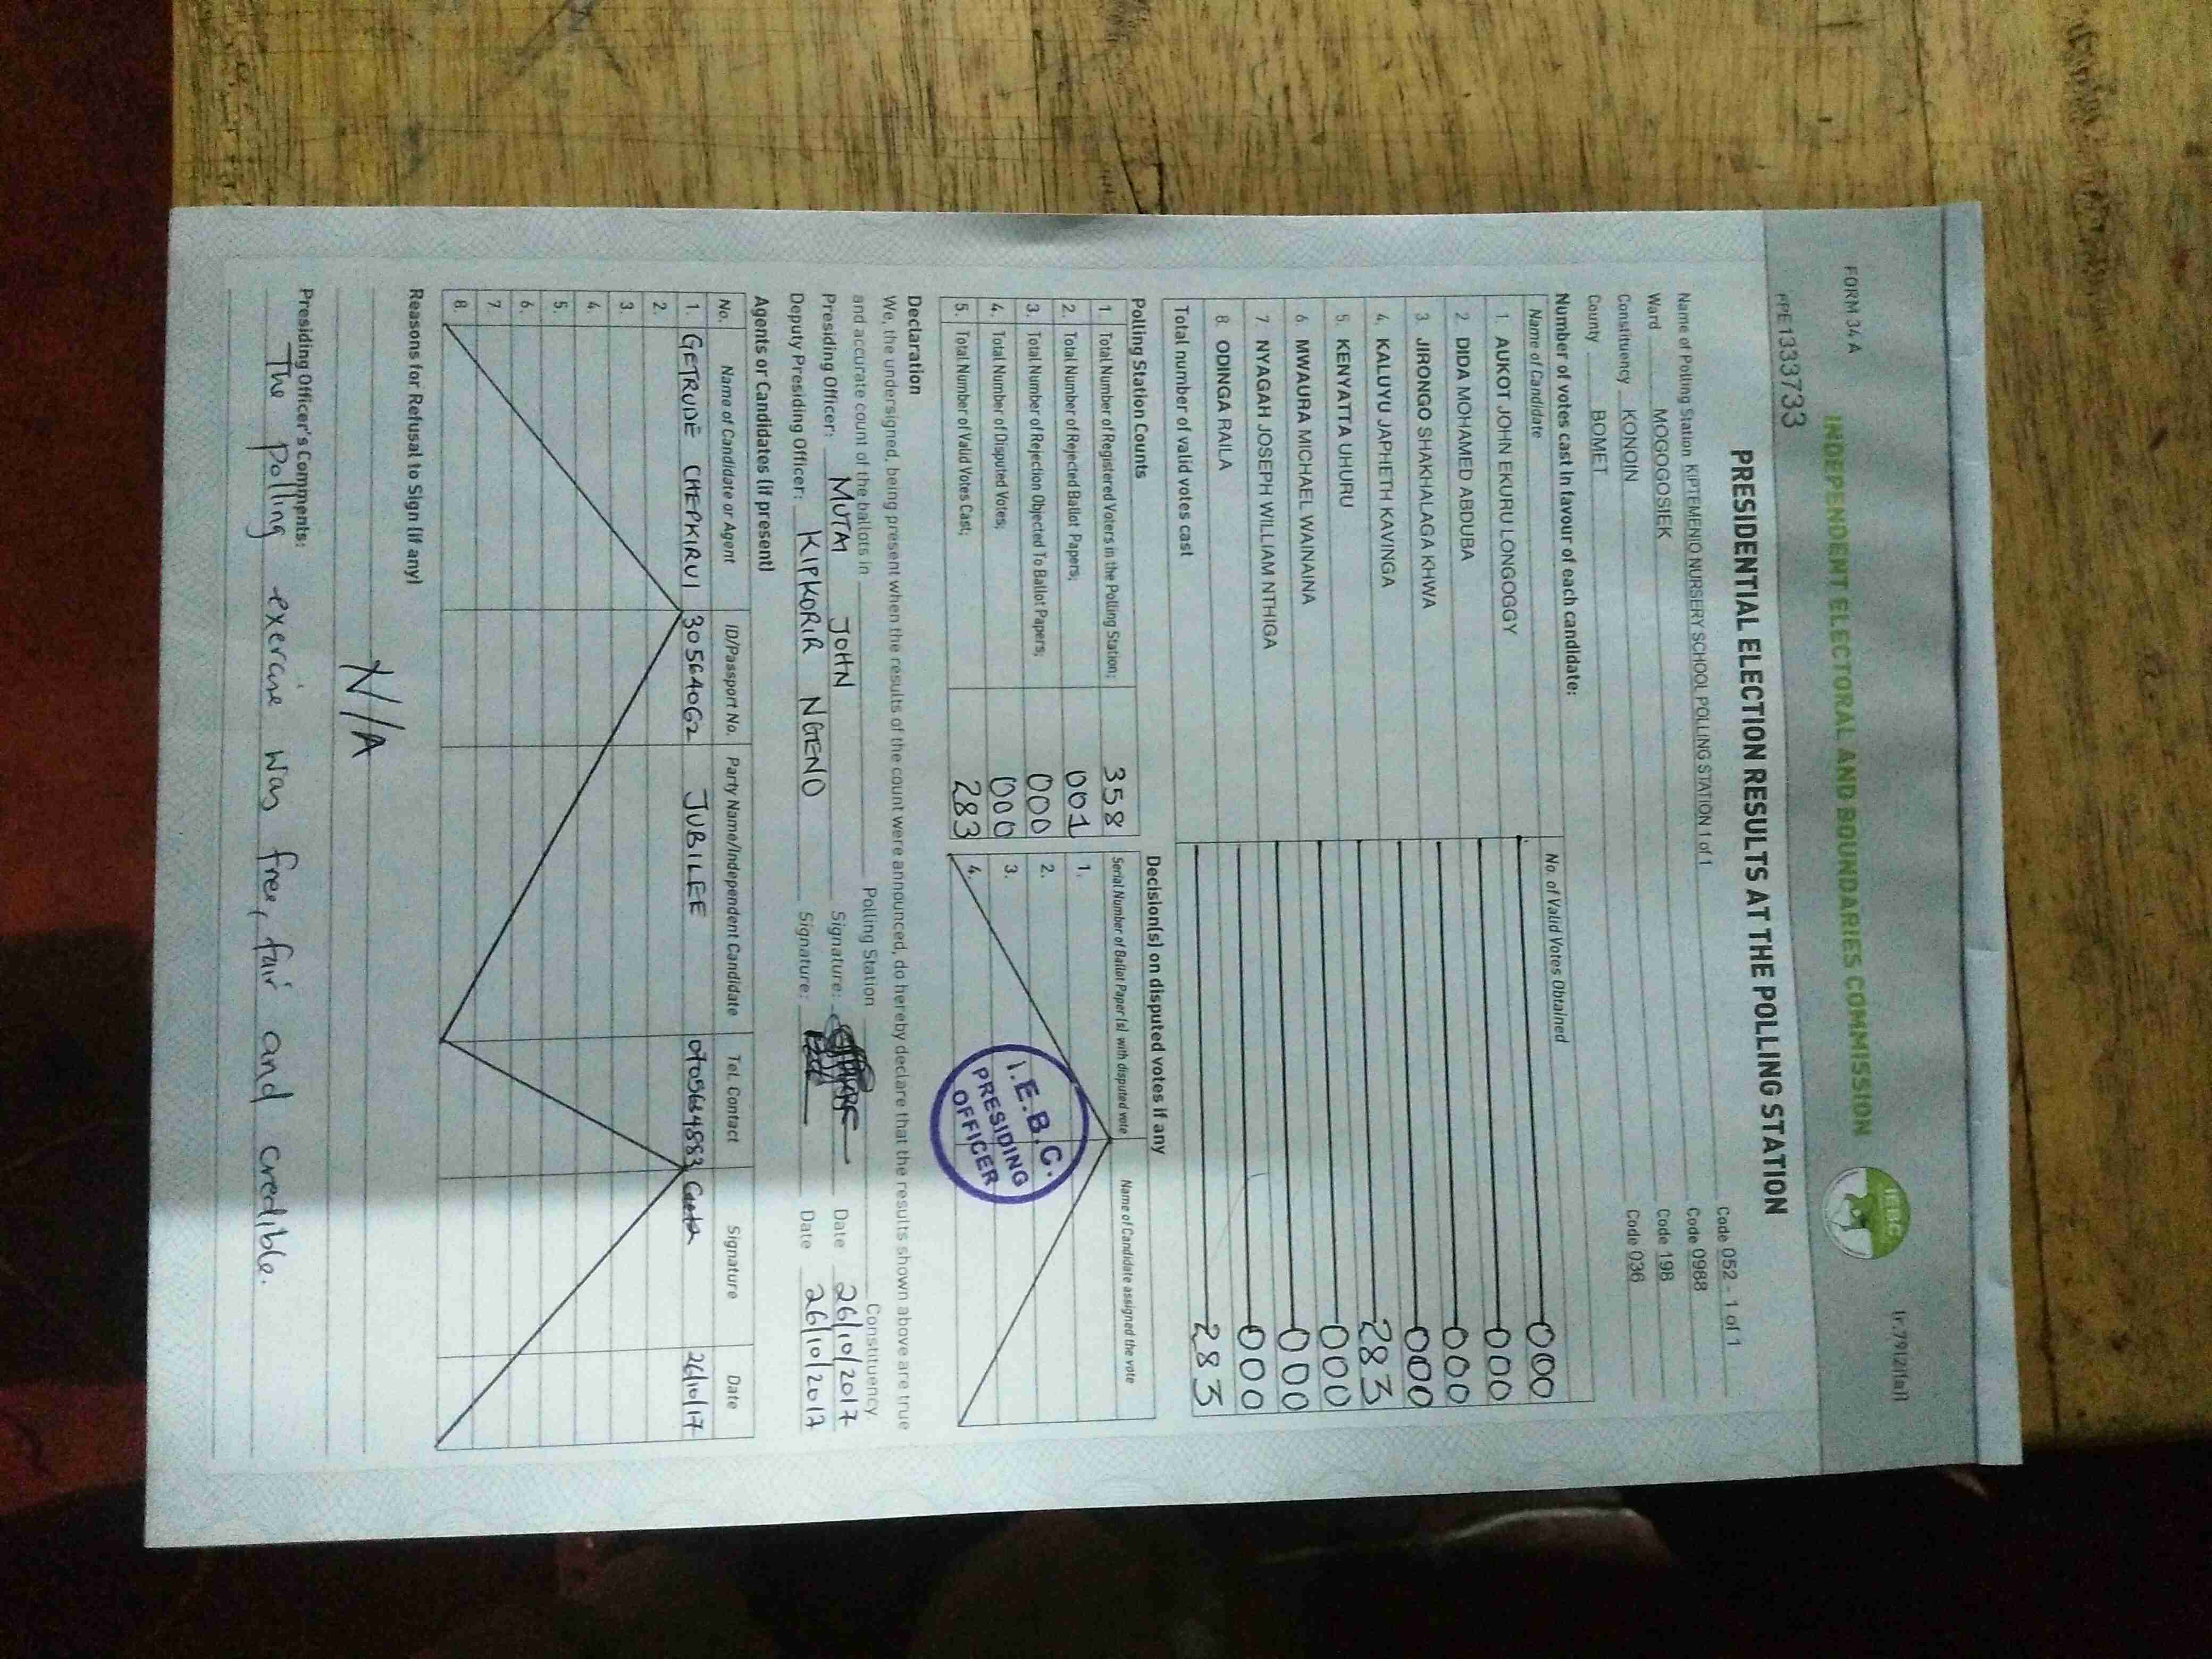 FORM 34 A
INDEPENDENT ELECTORAL AND BOUNDARIES COMMISSION
IEBC
PPE1333733
PRESIDENTIAL ELECTION RESULTS AT THE POLLING STATION
Name of Polling Station KIPTEMENIO NURSERY SCHOOL POLLING STATION 1 of 1 Code 052 - 1 of 1
Ward MOGOGOSIEK Code 0988
Constituency KONOIN Code 198
County BOMET Code 036
Number of votes cast in favour of each candidate:
Name of Candidate No. of Valid Votes Obtained
1. AUKOT JOHN EKURU LONGOGGY 000
2. DIDA MOHAMED ABDUBA 000
3. JIRONGO SHAKHALAGA KHWA 000
4. KALUYU JAPHETH KAVINGA 000
5. KENYATTA UHURU 283
6. MWAURA MICHAEL WAINAINA 000
7 NYAGAH JOSEPH WILLIAM NTHIGA 000
8. ODINGA RAILA 000
Total number of valid votes cast 283
Polling Station Counts
1 Total Number of Registered Voters in the Polling Station; 358
2. Total Number of Rejected Ballot Papers; 001
3. Total Number of Rejection Objected To Ballot Papers; 000
4. Total Number of Disputed Votes; 000
5. Total Number of Valid Votes Cast; 283
Decision(s) on disputed votes if any
Serial Number of Ballot Paper(s) with disputed vote Name of Candidate assigned the vote
1.
2.
3.
4.
I.E.B.C.
PRESIDING
OFFICER
Declaration
We, the undersigned, being present when the results of the count were announced, do hereby declare that the results shown above are true
and accurate count of the ballots in Polling Station Constituency
Presiding Officer: MUTAI JOHN Signature: Date 26/10/2017
Deputy Presiding Officer: KIPKORIR NGENO Signature: Date 26/10/2017
Agents or Candidates (if present)
No. Name of Candidate or Agent ID/Passport No. Party Name/Independent Candidate Tel. Contact Signature Date
1. GETRUDE CHEPKIRUI 30564062 JUBILEE 0705634883 26/10/17
2.
3.
4.
5.
6.
7.
8.
Reasons for Refusal to Sign (if any)
N/A
Presiding Officer's Comments:
The polling exercise was free, fair and credible.